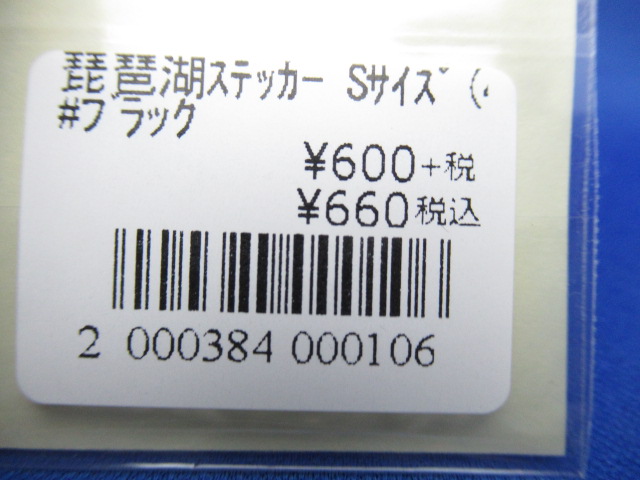 琵琶湖ステッカー Sサイズ (
#ブラック
¥600+税
¥660税込
2 000384 000106